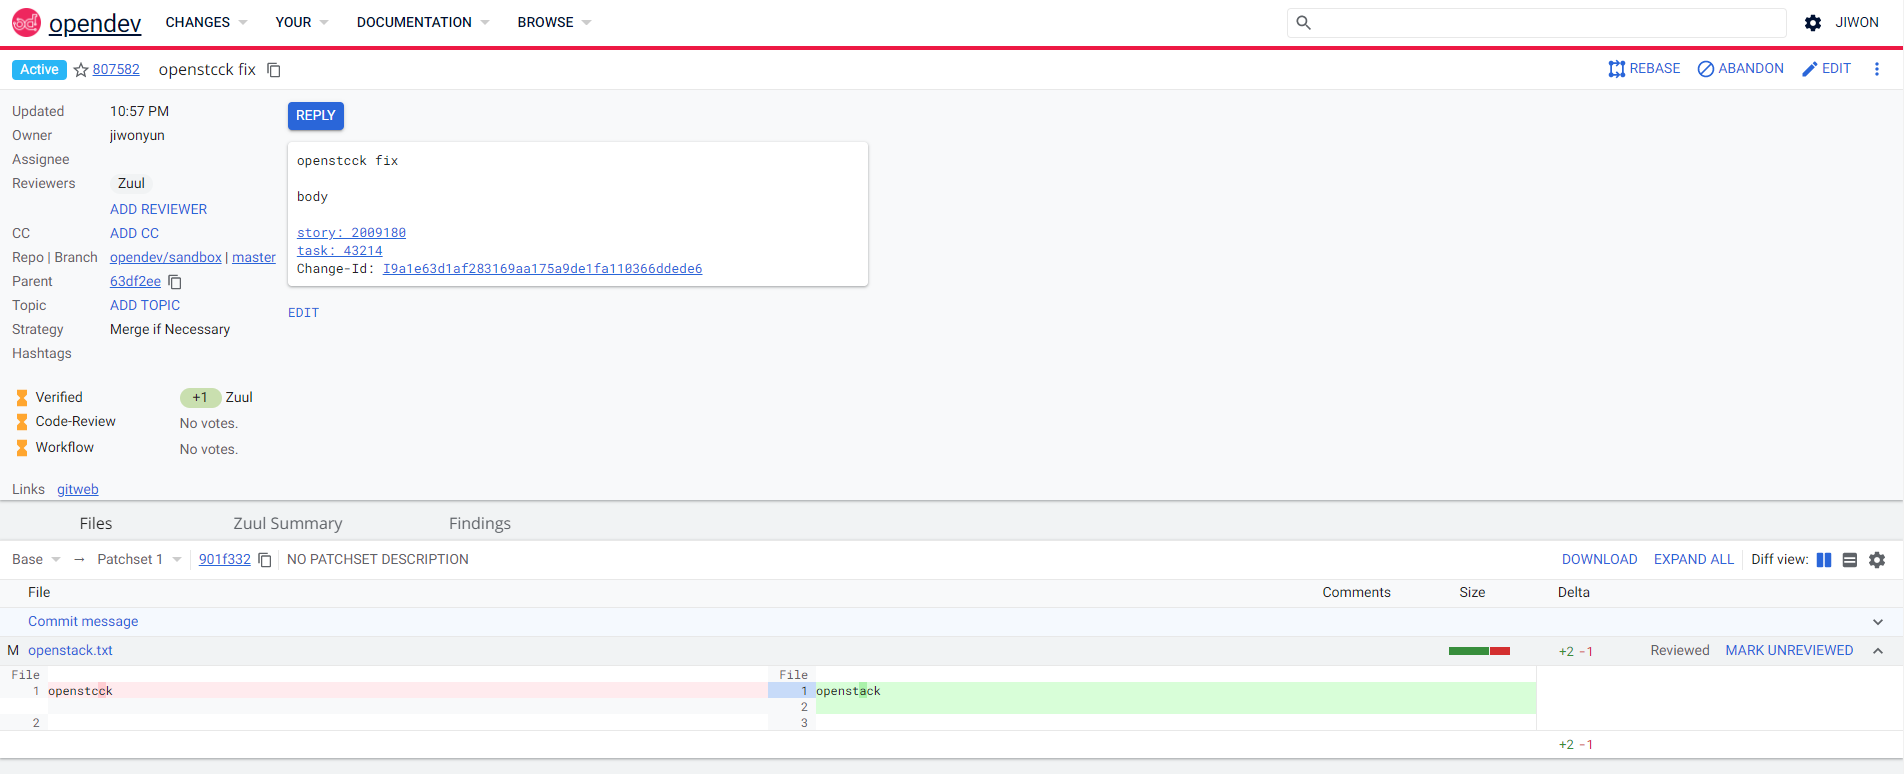 opendev CHANGES YOUR DOCUMENTATION BROWSE JIWON
Active 807582 openstcck fix REBASE ABANDON EDIT
Updated 10:57 PM
Owner jiwonyun
Assignee
Reviewers Zuul
ADD REVIEWER
CC ADD CC
Repo | Branch opendev/sandbox | master
Parent 63df2ee
Topic ADD TOPIC
Strategy Merge if Necessary
Hashtags
Verified +1 Zuul
Code-Review No votes.
Workflow No votes.
Links gitweb
REPLY
openstcck fix
body
story: 2009180
task: 43214
Change-Id: I9a1e63d1af283169aa175a9de1fa110366ddede6
EDIT
Files Zuul Summary Findings
Base → Patchset 1 901f332 NO PATCHSET DESCRIPTION DOWNLOAD EXPAND ALL Diff view:
File Comments Size Delta
Commit message
M openstack.txt +2 -1 Reviewed MARK UNREVIEWED
File File
1 openstcck 1 openstack
2
2 3
+2 -1